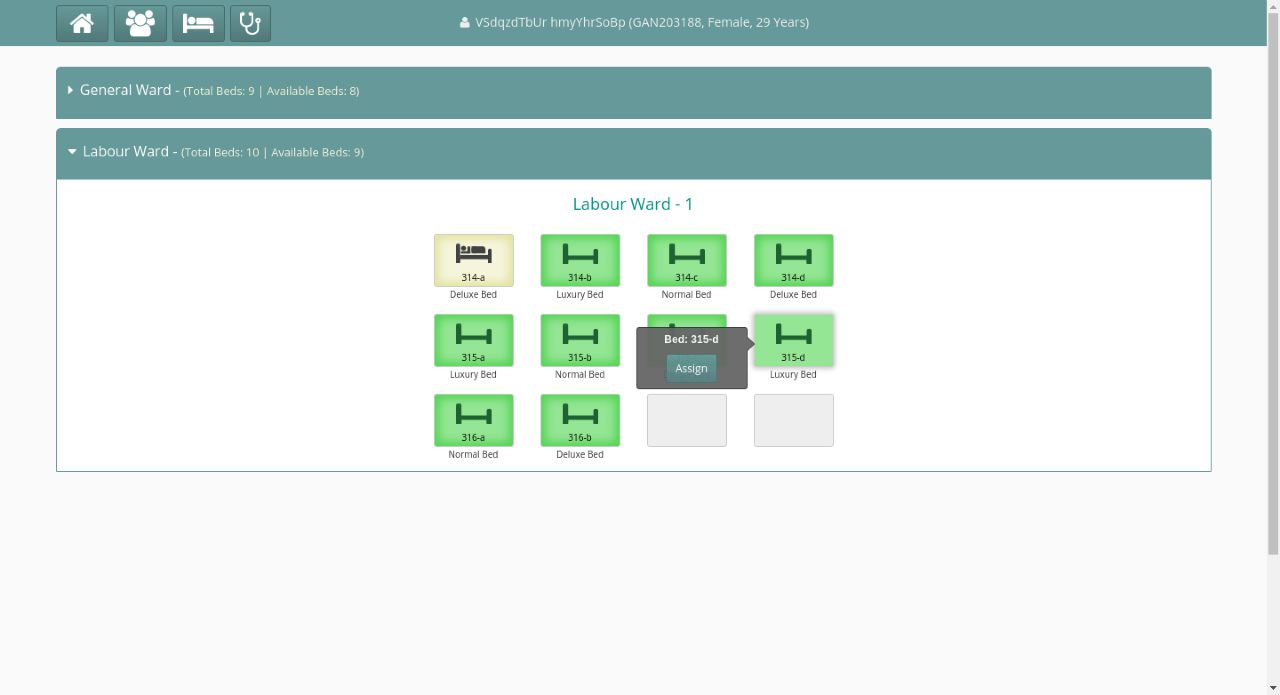 VSdqzdTbUr hmyYhrSoBp (GAN203188, Female, 29 Years)
General Ward - (Total Beds: 9 | Available Beds: 8)
Labour Ward - (Total Beds: 10 | Available Beds: 9)
Labour Ward - 1
314-a 314-b 314-c 314-d
Deluxe Bed Luxury Bed Normal Bed Deluxe Bed
Bed: 315-d
Assign
315-a 315-b 315-d
Luxury Bed Normal Bed Luxury Bed
316-a 316-b
Normal Bed Deluxe Bed